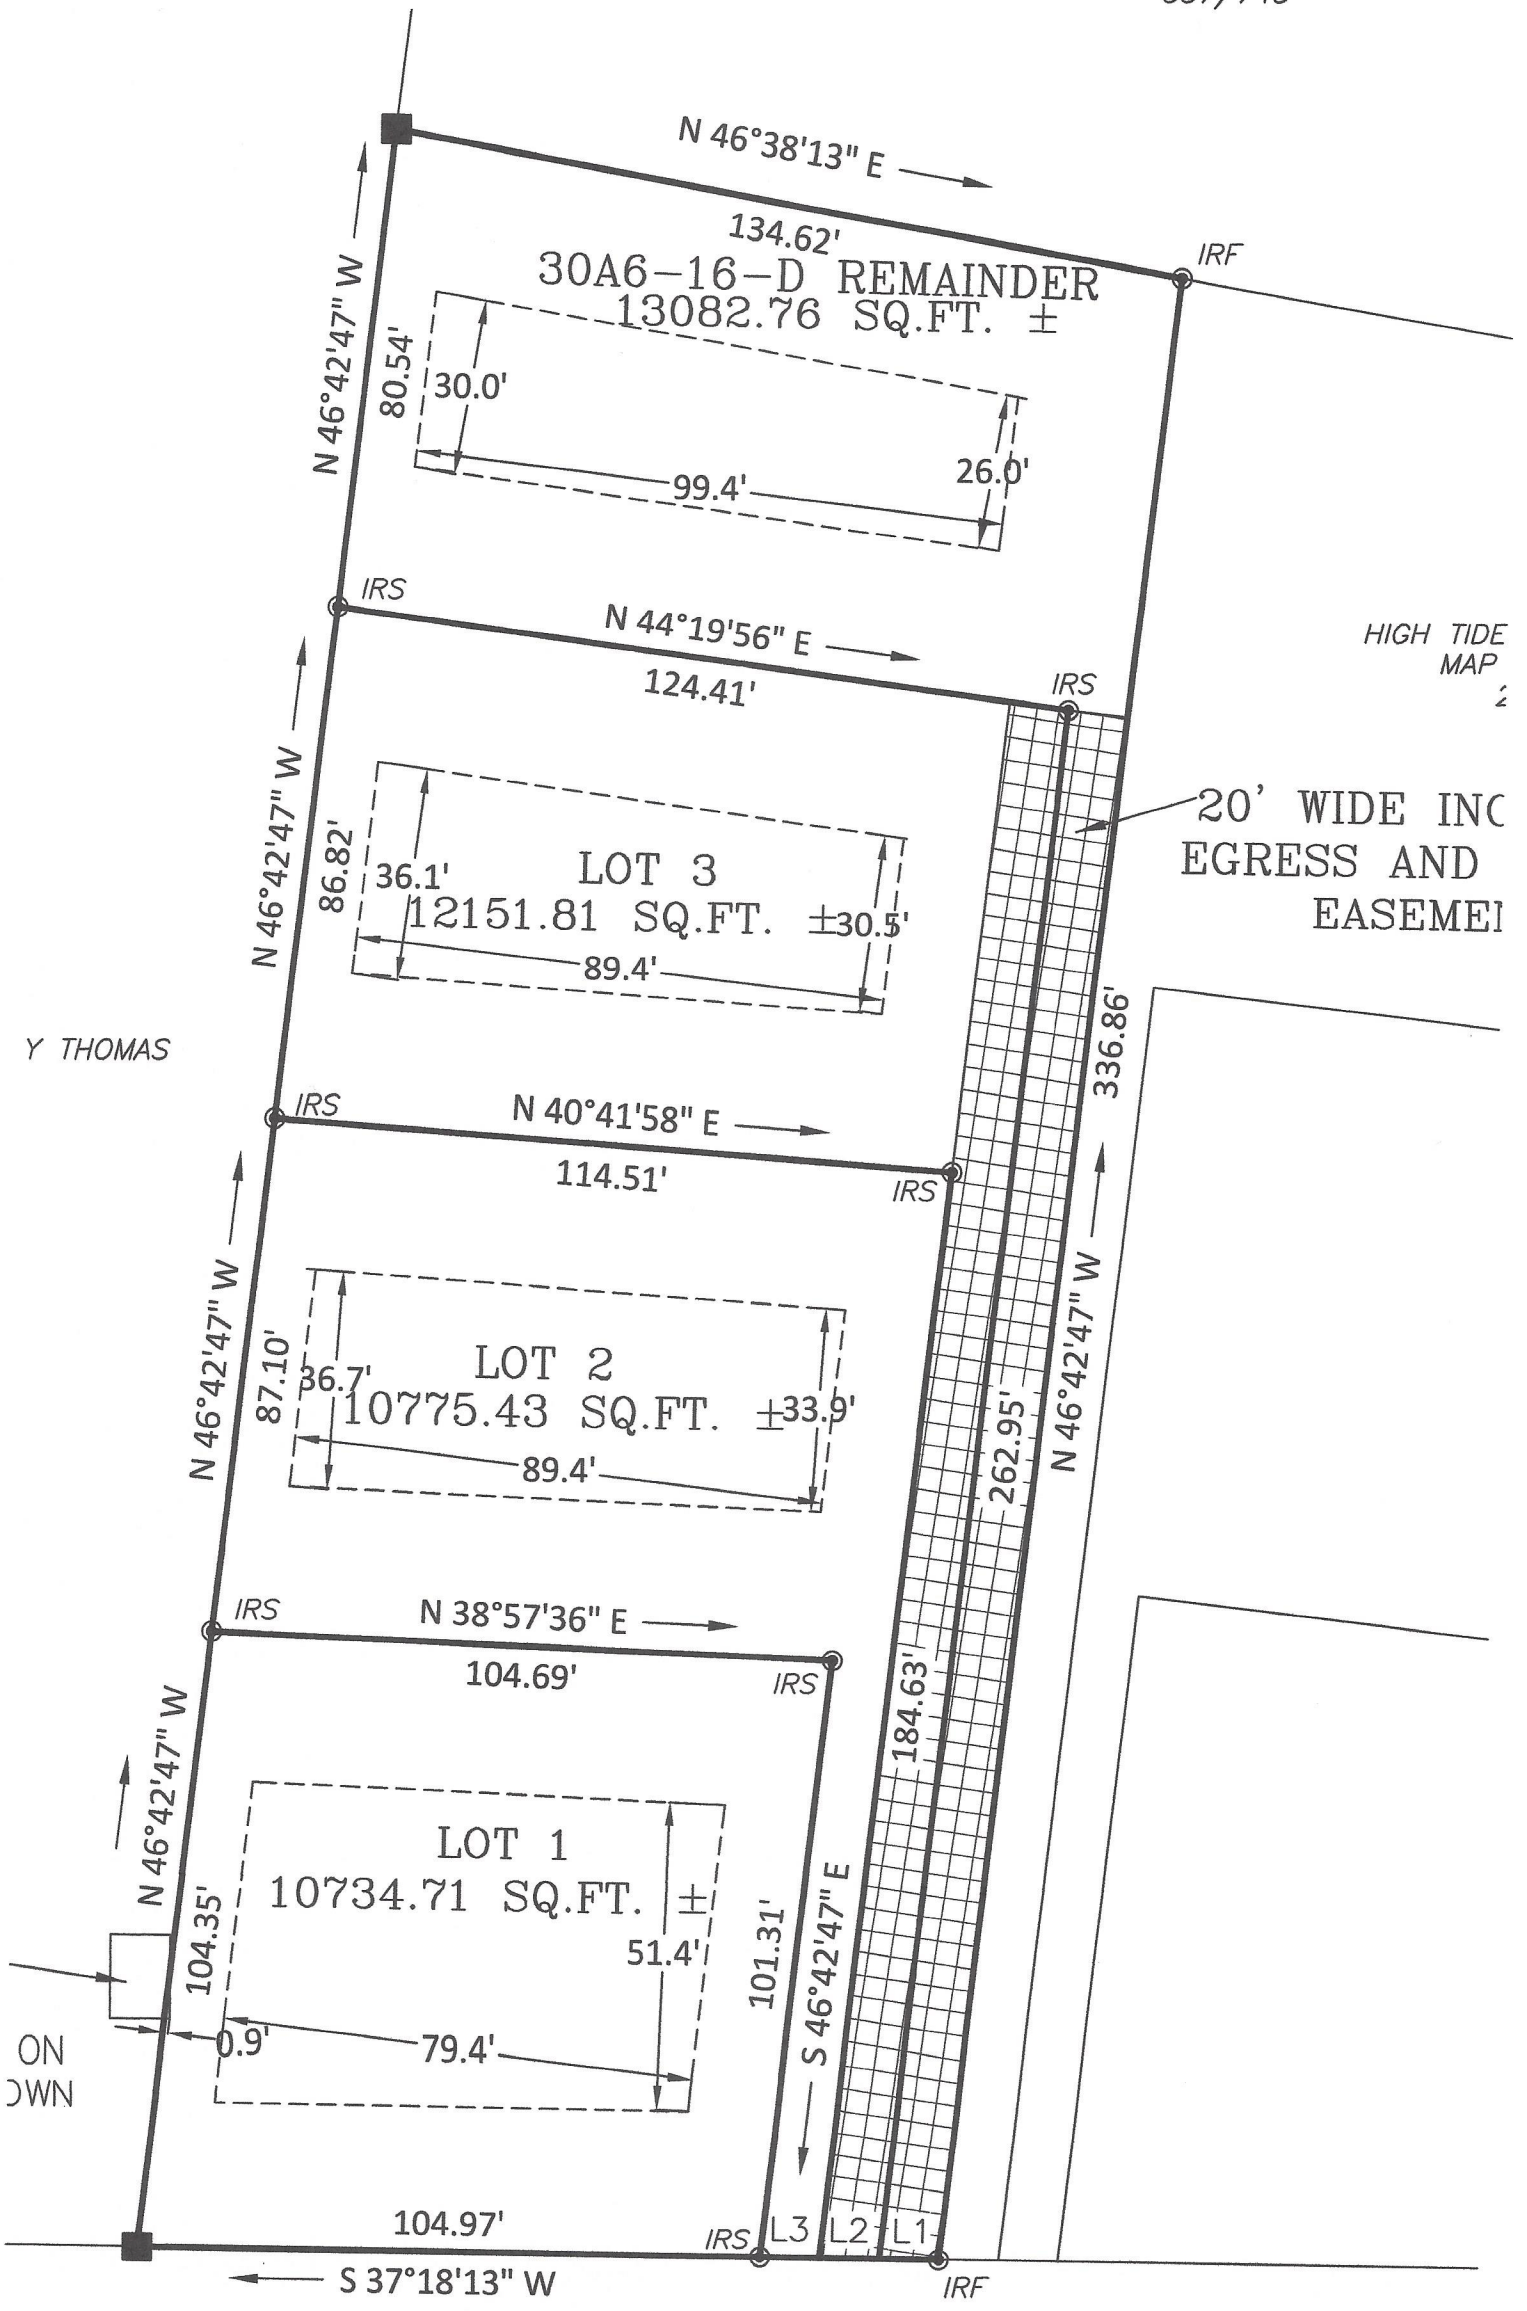 N 46°38'13" E
134.62'
IRF
30A6-16-D REMAINDER
13082.76 SQ.FT. ±
N 46°42'47" W
80.54'
30.0'
26.0'
99.4'
IRS
N 44°19'56" E
124.41'
IRS
HIGH TIDE
MAP
20' WIDE ING
EGRESS AND
EASEMEN
N 46°42'47" W
86.82'
36.1'
LOT 3
12151.81 SQ.FT. ±
30.5'
89.4'
336.86'
Y THOMAS
IRS
N 40°41'58" E
114.51'
IRS
N 46°42'47" W
87.10'
36.7'
LOT 2
10775.43 SQ.FT. ±
33.9'
89.4'
262.95'
N 46°42'47" W
IRS
N 38°57'36" E
104.69'
IRS
184.63'
N 46°42'47" W
104.35'
LOT 1
10734.71 SQ.FT. ±
51.4'
79.4'
0.9'
101.31'
S 46°42'47" E
ON
OWN
104.97'
IRS
L3
L2
L1
S 37°18'13" W
IRF